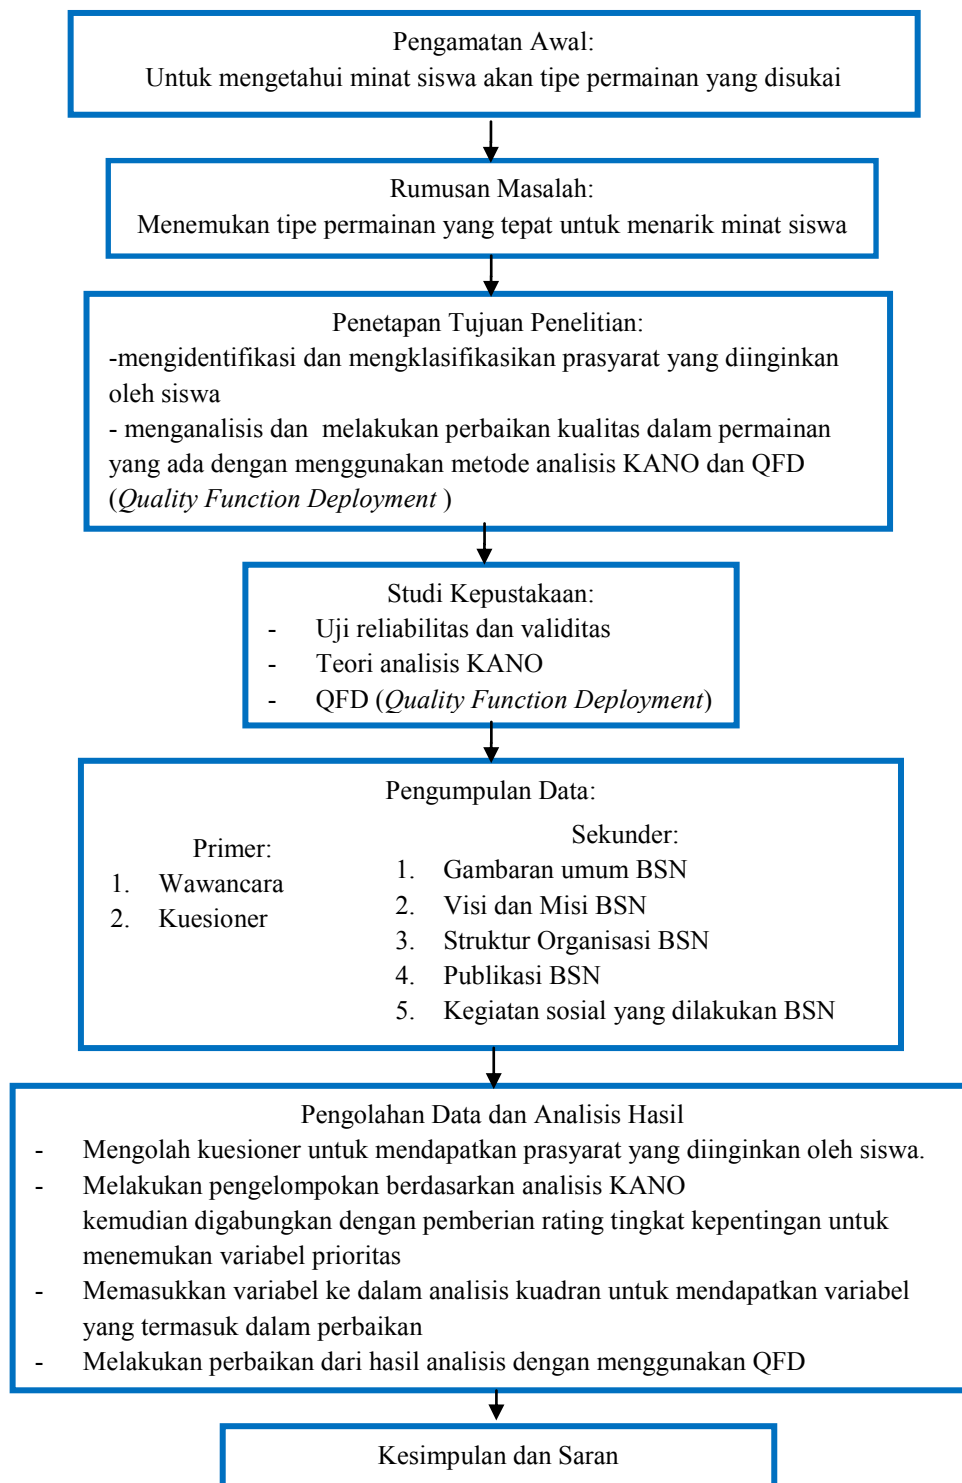 Pengamatan Awal:
Untuk mengetahui minat siswa akan tipe permainan yang disukai
Rumusan Masalah:
Menemukan tipe permainan yang tepat untuk menarik minat siswa
Penetapan Tujuan Penelitian:
-mengidentifikasi dan mengklasifikasikan prasyarat yang diinginkan
oleh siswa
- menganalisis dan melakukan perbaikan kualitas dalam permainan
yang ada dengan menggunakan metode analisis KANO dan QFD
(Quality Function Deployment )
Studi Kepustakaan:
- Uji reliabilitas dan validitas
- Teori analisis KANO
- QFD (Quality Function Deployment)
Pengumpulan Data:
Primer:
1. Wawancara
2. Kuesioner
Sekunder:
1. Gambaran umum BSN
2. Visi dan Misi BSN
3. Struktur Organisasi BSN
4. Publikasi BSN
5. Kegiatan sosial yang dilakukan BSN
Pengolahan Data dan Analisis Hasil
- Mengolah kuesioner untuk mendapatkan prasyarat yang diinginkan oleh siswa.
- Melakukan pengelompokan berdasarkan analisis KANO
kemudian digabungkan dengan pemberian rating tingkat kepentingan untuk
menemukan variabel prioritas
- Memasukkan variabel ke dalam analisis kuadran untuk mendapatkan variabel
yang termasuk dalam perbaikan
- Melakukan perbaikan dari hasil analisis dengan menggunakan QFD
Kesimpulan dan Saran